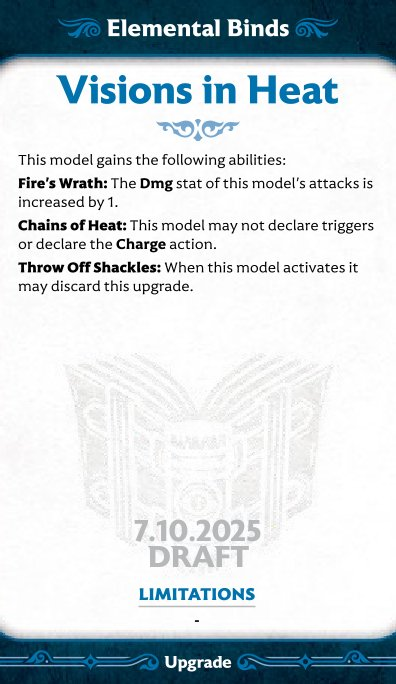 Elemental Binds
Visions in Heat
This model gains the following abilities:
Fire's Wrath: The Dmg stat of this model's attacks is
increased by 1.
Chains of Heat: This model may not declare triggers
or declare the Charge action.
Throw Off Shackles: When this model activates it
may discard this upgrade.
7.10.2025
DRAFT
LIMITATIONS
-
Upgrade